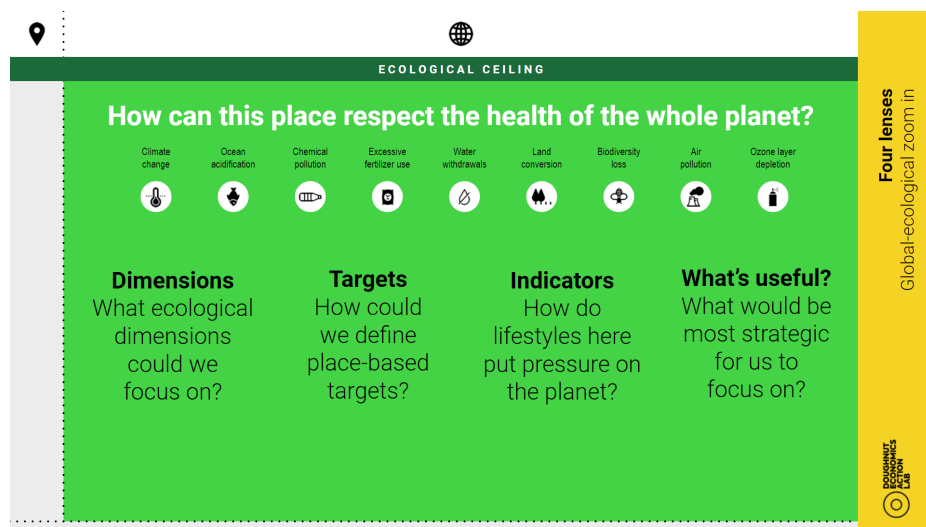 ECOLOGICAL CEILING
How can this place respect the health of the whole planet?
Climate
change
Ocean
acidification
Chemical
pollution
Excessive
fertilizer use
Water
withdrawals
Land
conversion
Biodiversity
loss
Air
pollution
Ozone layer
depletion
Dimensions
What ecological
dimensions
could we
focus on?
Targets
How could
we define
place-based
targets?
Indicators
How do
lifestyles here
put pressure on
the planet?
What’s useful?
What would be
most strategic
for us to
focus on?
Four lenses
Global-ecological zoom in
DOUGHNUT
ECONOMICS
ACTION
LAB